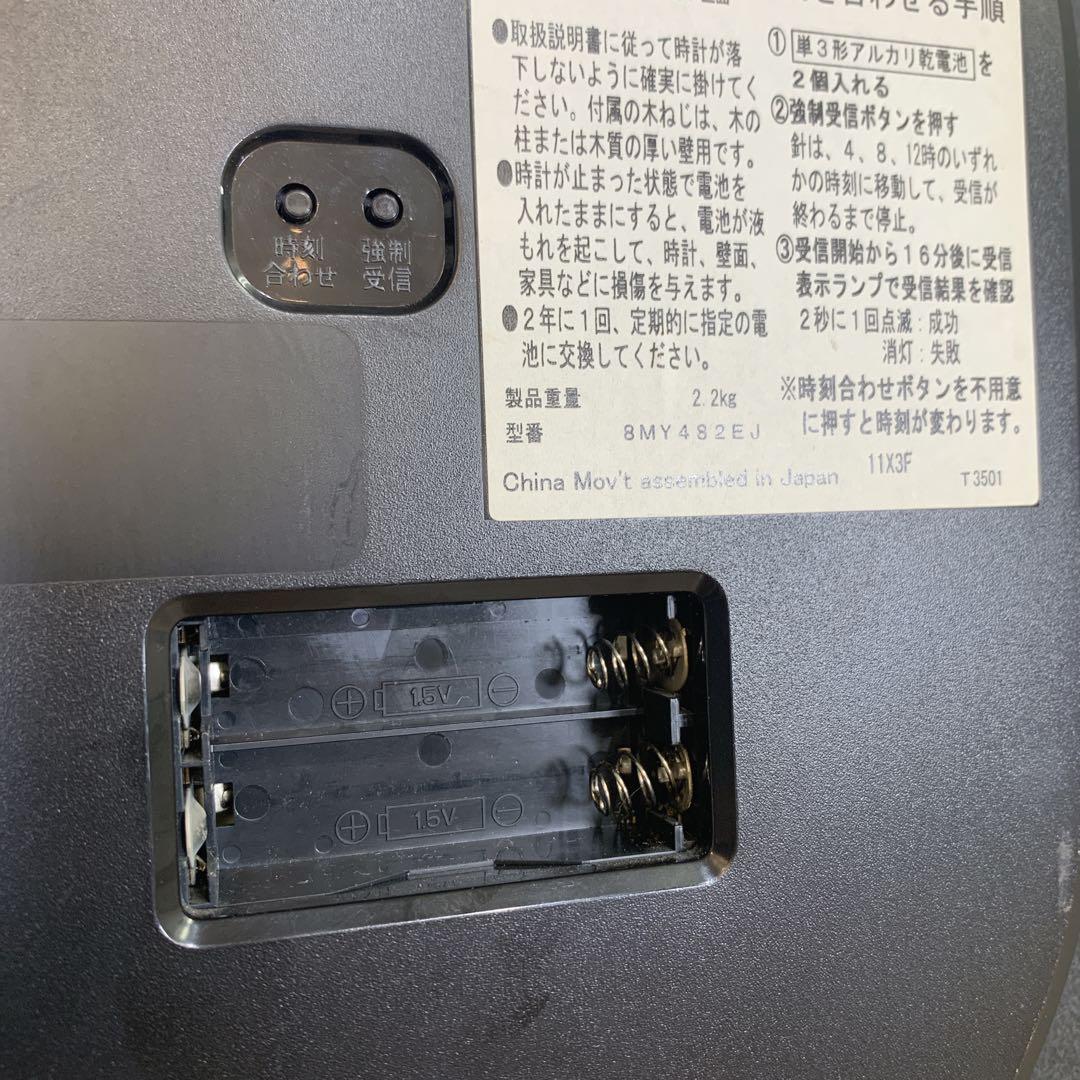 わせる手順
●取扱説明書に従って時計が落
下しないように確実に掛けてく
ださい。付属の木ねじは、木の
柱または木質の厚い壁用です。
●時計が止まった状態で電池を
入れたままにすると、電池が液
もれを起こして、時計、壁面、
家具などに損傷を与えます。
●2年に1回、定期的に指定の電
池に交換してください。
製品重量 2.2kg
型番 8MY482EJ
China Mov't assembled in Japan
①単3形アルカリ乾電池を
2個入れる
②強制受信ボタンを押す
針は、4、8、12時のいずれ
かの時刻に移動して、受信が
終わるまで停止。
③受信開始から16分後に受信
表示ランプで受信結果を確認
2秒に1回点滅:成功
消灯:失敗
※時刻合わせボタンを不用意
に押すと時刻が変わります。
11X3F T3501
時刻
合わせ
強制
受信
⊕ 1.5V ⊖
⊕ 1.5V ⊖